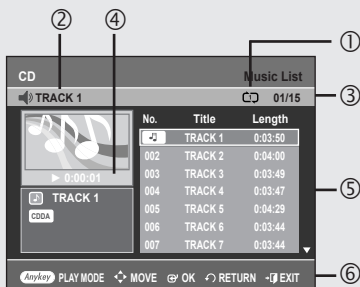 ② ④ ①
CD Music List
TRACK 1 01/15 ③
No. Title Length
TRACK 1 0:03:50
0:00:01 002 TRACK 2 0:04:00
003 TRACK 3 0:03:49
TRACK 1 004 TRACK 4 0:03:47 ⑤
CDDA 005 TRACK 5 0:04:29
006 TRACK 6 0:03:44
007 TRACK 7 0:03:44
Anykey PLAY MODE MOVE OK RETURN EXIT ⑥